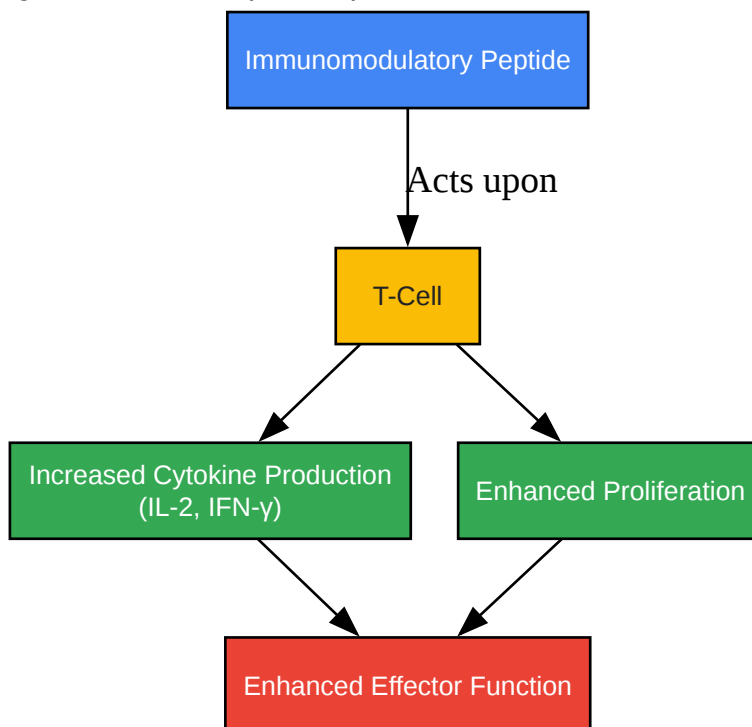 Immunomodulatory Peptide
Acts upon
T-Cell
Increased Cytokine Production
(IL-2, IFN-γ)
Enhanced Proliferation
Enhanced Effector Function